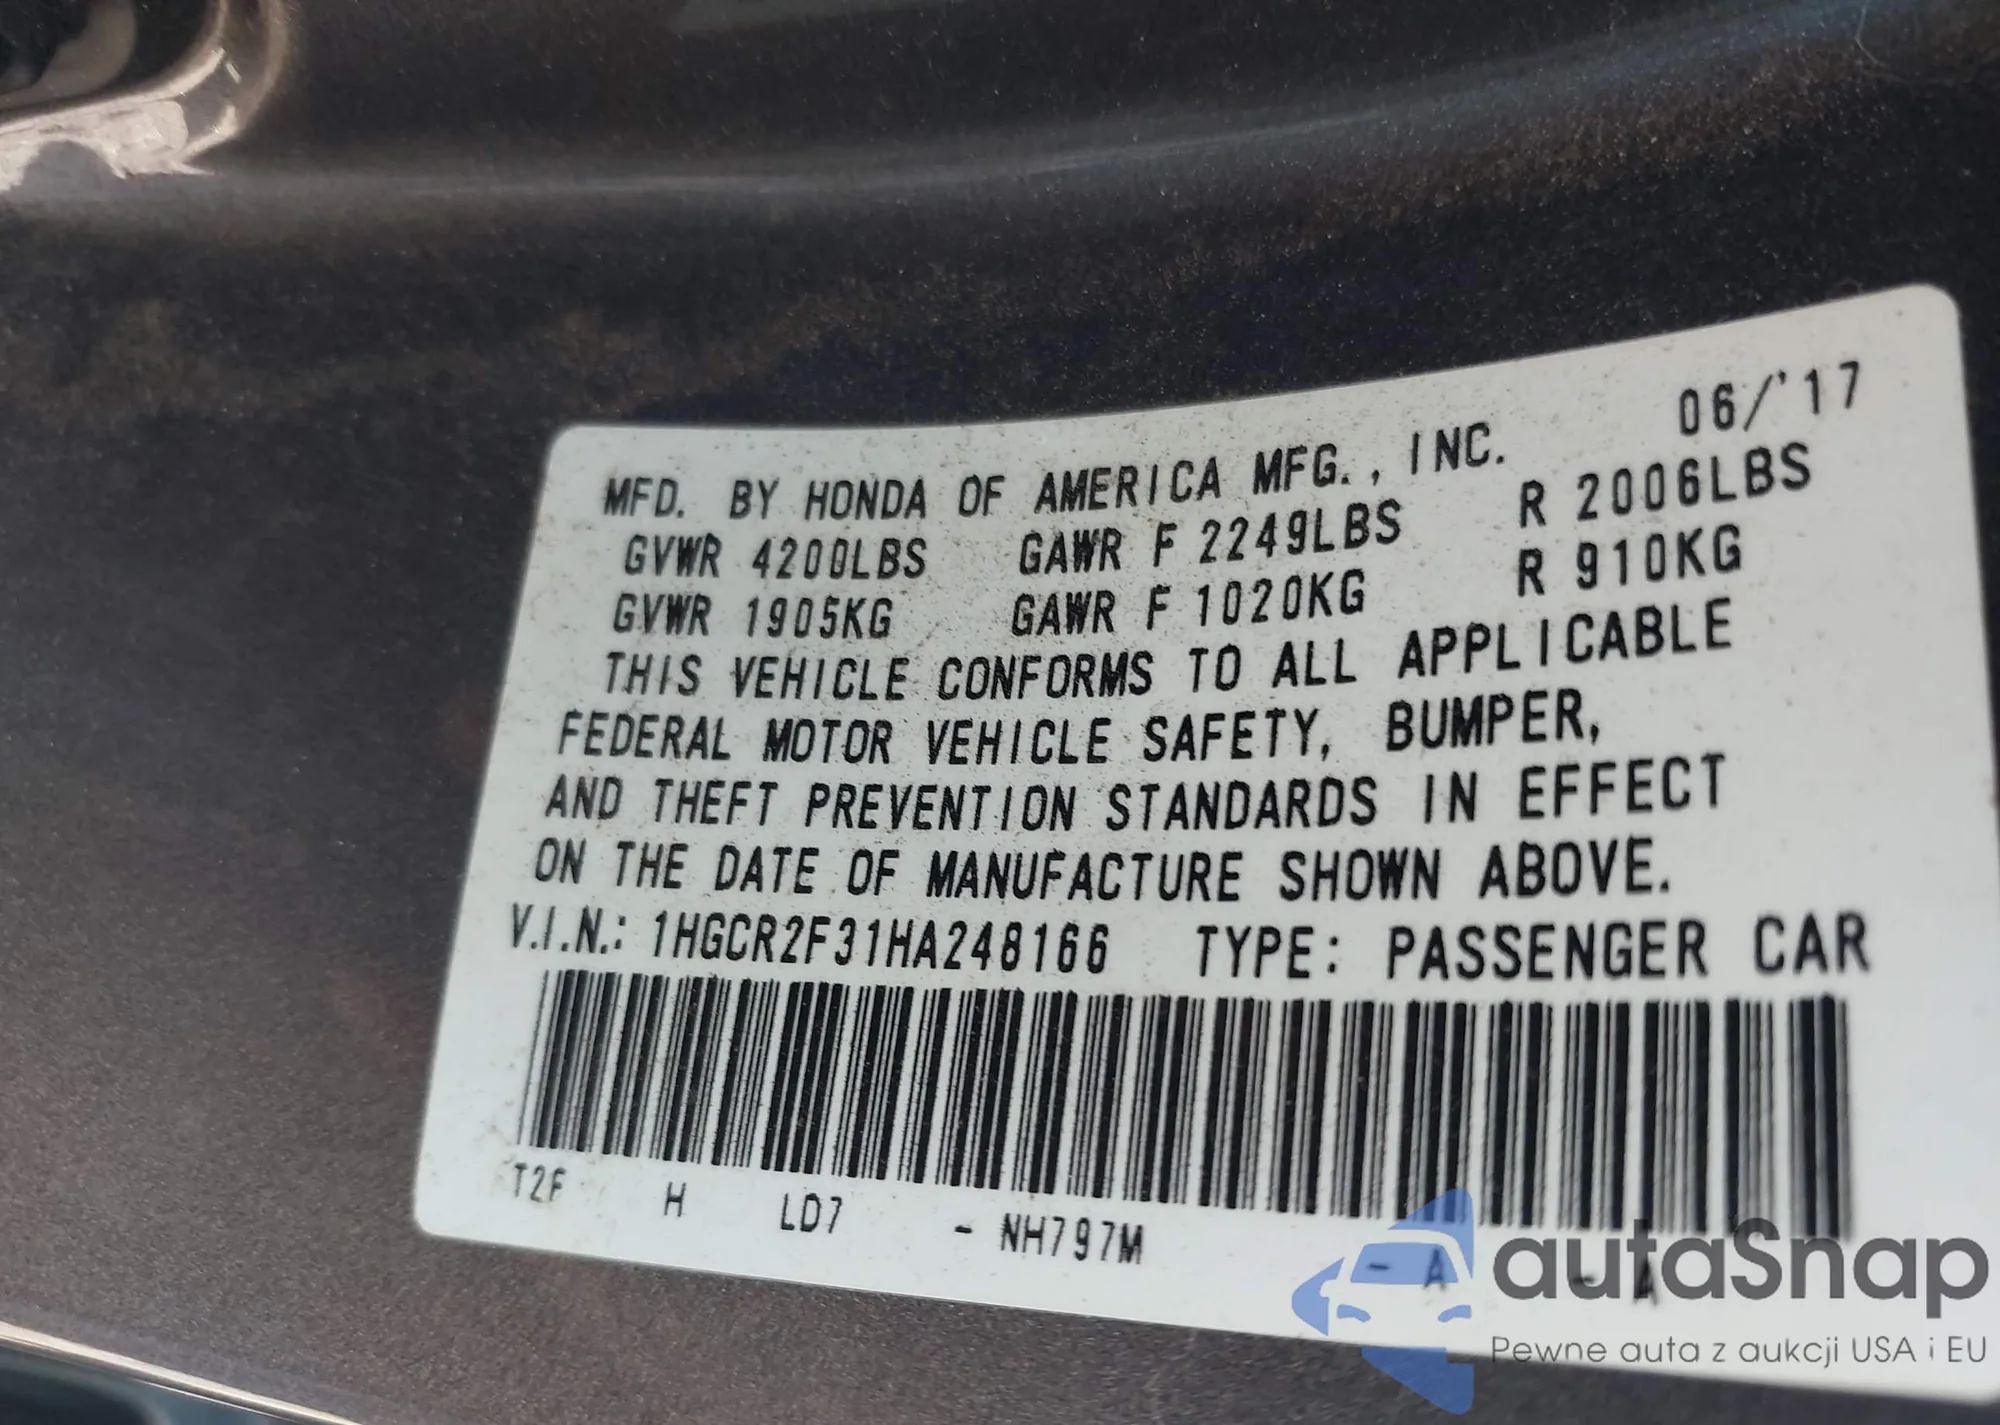 06/'17
MFD. BY HONDA OF AMERICA MFG., INC.
GVWR 4200LBS GAWR F 2249LBS R 2006LBS
GVWR 1905KG GAWR F 1020KG R 910KG
THIS VEHICLE CONFORMS TO ALL APPLICABLE
FEDERAL MOTOR VEHICLE SAFETY, BUMPER,
AND THEFT PREVENTION STANDARDS IN EFFECT
ON THE DATE OF MANUFACTURE SHOWN ABOVE.
V.I.N.: 1HGCR2F31HA248166 TYPE: PASSENGER CAR
T2F H LD7 - NH797M - A - A
autaSnap
Pewne auta z aukcji USA i EU